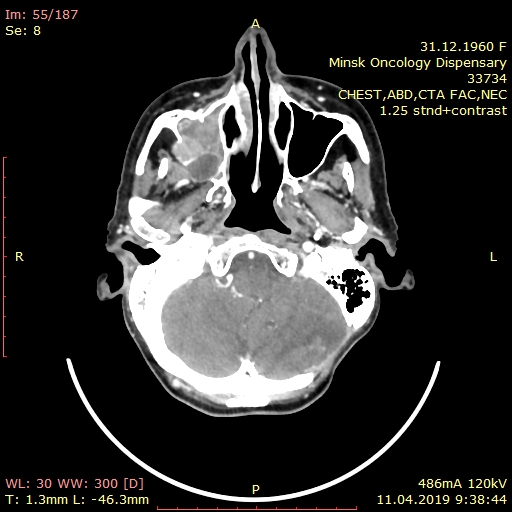 Im: 55/187
Se: 8
A
31.12.1960 F
Minsk Oncology Dispensary
33734
CHEST,ABD,CTA FAC,NEC
1.25 stnd+contrast
R
L
WL: 30 WW: 300 [D]
T: 1.3mm L: -46.3mm
P
486mA 120kV
11.04.2019 9:38:44